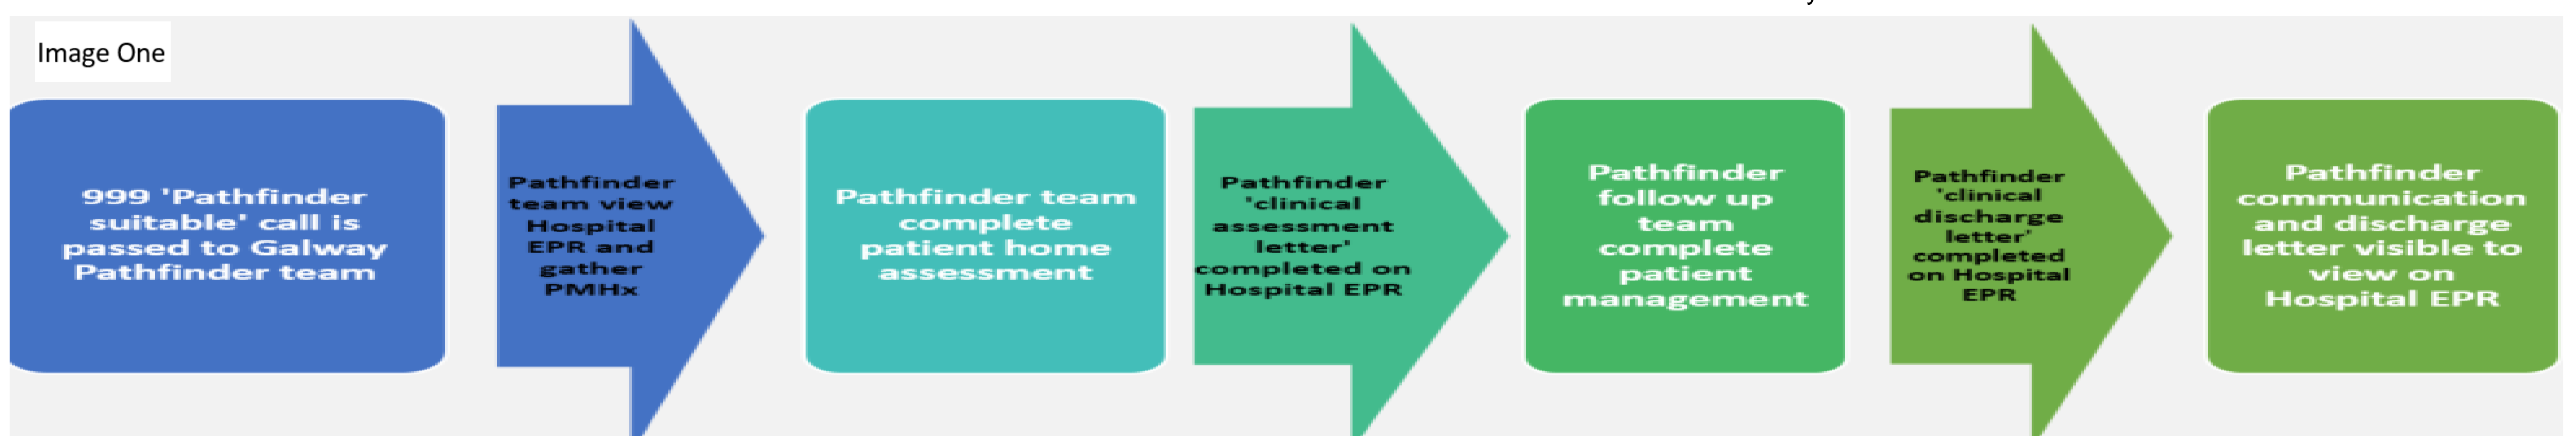 Image One
999 'Pathfinder
suitable' call is
passed to Galway
Pathfinder team
Pathfinder
team view
Hospital
EPR and
gather
PMHx
Pathfinder team
complete
patient home
assessment
Pathfinder
'clinical
assessment
letter'
completed on
Hospital EPR
Pathfinder
follow up
team
complete
patient
management
Pathfinder
'clinical
discharge
letter'
completed
on Hospital
EPR
Pathfinder
communication
and discharge
letter visible to
view on
Hospital EPR